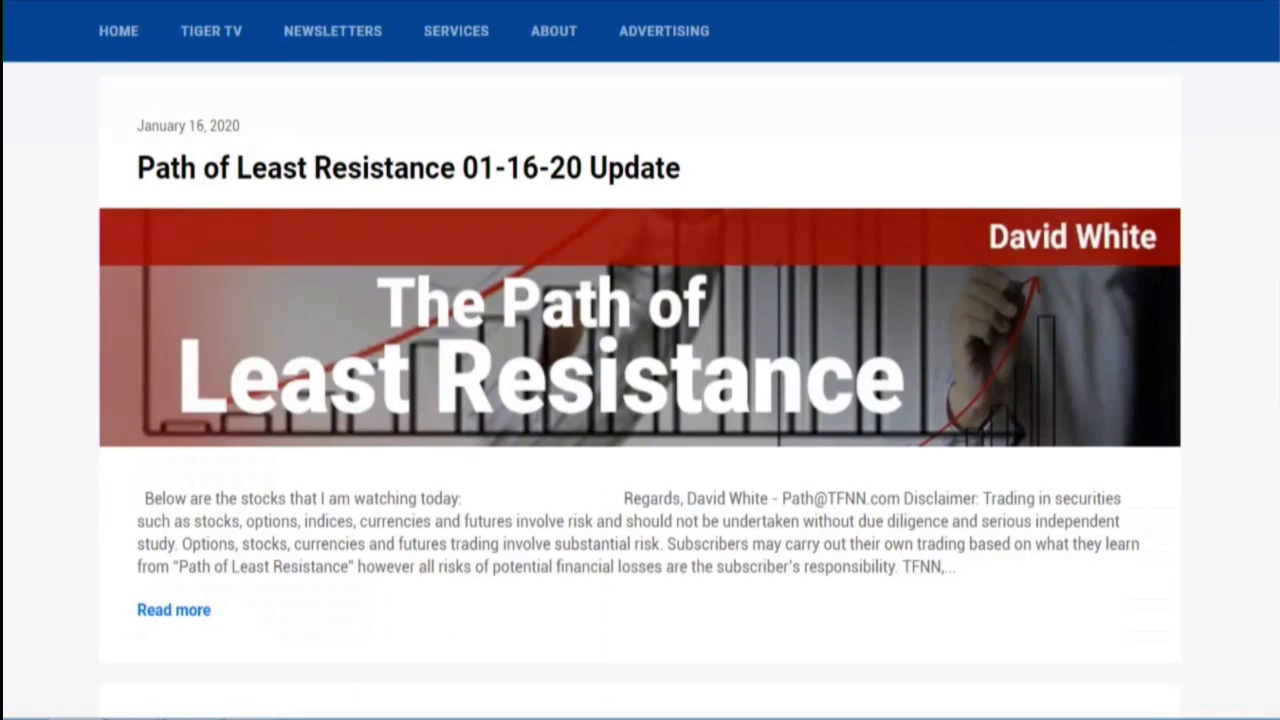 HOME TIGER TV NEWSLETTERS SERVICES ABOUT ADVERTISING
January 16, 2020
Path of Least Resistance 01-16-20 Update
David White
The Path of
Least Resistance
Below are the stocks that I am watching today: Regards, David White - Path@TFNN.com Disclaimer: Trading in securities
such as stocks, options, indices, currencies and futures involve risk and should not be undertaken without due diligence and serious independent
study. Options, stocks, currencies and futures trading involve substantial risk. Subscribers may carry out their own trading based on what they learn
from “Path of Least Resistance” however all risks of potential financial losses are the subscriber's responsibility. TFNN,...
Read more